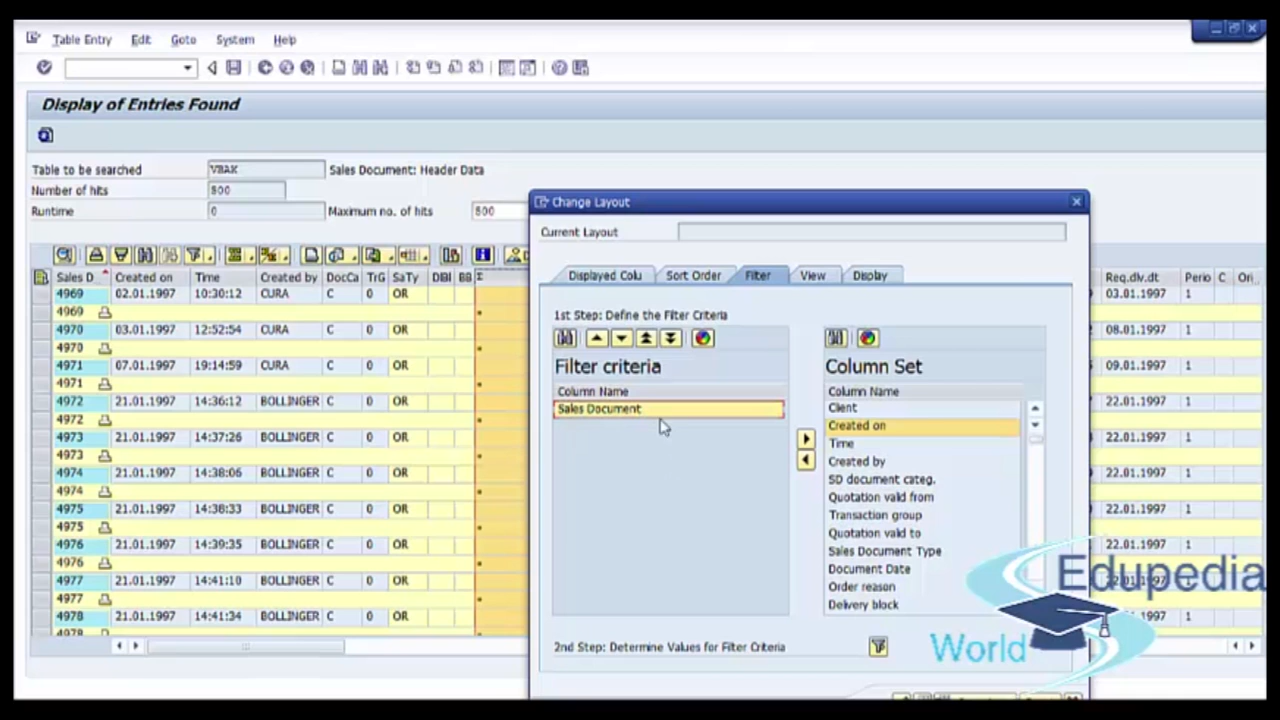 Table Entry Edit Goto System Help
Display of Entries Found
Table to be searched VBAK Sales Document: Header Data
Number of hits 500
Runtime 0 Maximum no. of hits 500
Change Layout
Current Layout
Displayed Colu Sort Order Filter View Display
Sales D Created on Time Created by DocCa TrG SaTy DBl BB Σ Req.dlv.dt Perio C Ori
4969 02.01.1997 10:30:12 CURA C 0 OR 03.01.1997 1
4969
4970 03.01.1997 12:52:54 CURA C 0 OR 08.01.1997 1
4970
4971 07.01.1997 19:14:59 CURA C 0 OR 09.01.1997 1
4971
4972 21.01.1997 14:36:12 BOLLINGER C 0 OR 22.01.1997 1
4972
4973 21.01.1997 14:37:26 BOLLINGER C 0 OR 22.01.1997 1
4973
4974 21.01.1997 14:38:06 BOLLINGER C 0 OR 22.01.1997 1
4974
4975 21.01.1997 14:38:33 BOLLINGER C 0 OR 22.01.1997 1
4975
4976 21.01.1997 14:39:35 BOLLINGER C 0 OR 22.01.1997 1
4976
4977 21.01.1997 14:41:10 BOLLINGER C 0 OR 22.01.1997 1
4977
4978 21.01.1997 14:41:34 BOLLINGER C 0 OR 22.01.1997 1
4978
1st Step: Define the Filter Criteria
Filter criteria
Column Name
Sales Document
Column Set
Column Name
Client
Created on
Time
Created by
SD document categ.
Quotation valid from
Transaction group
Quotation valid to
Sales Document Type
Document Date
Order reason
Delivery block
2nd Step: Determine Values for Filter Criteria
Edupedia
World